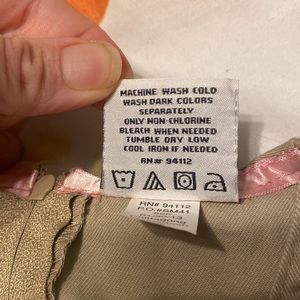 MACHINE WASH COLD
WASH DARK COLORS
SEPARATELY
ONLY NON-CHLORINE
BLEACH WHEN NEEDED
TUMBLE DRY LOW
COOL IRON IF NEEDED
RN# 94112
RN# 94112
P.O.#SM41